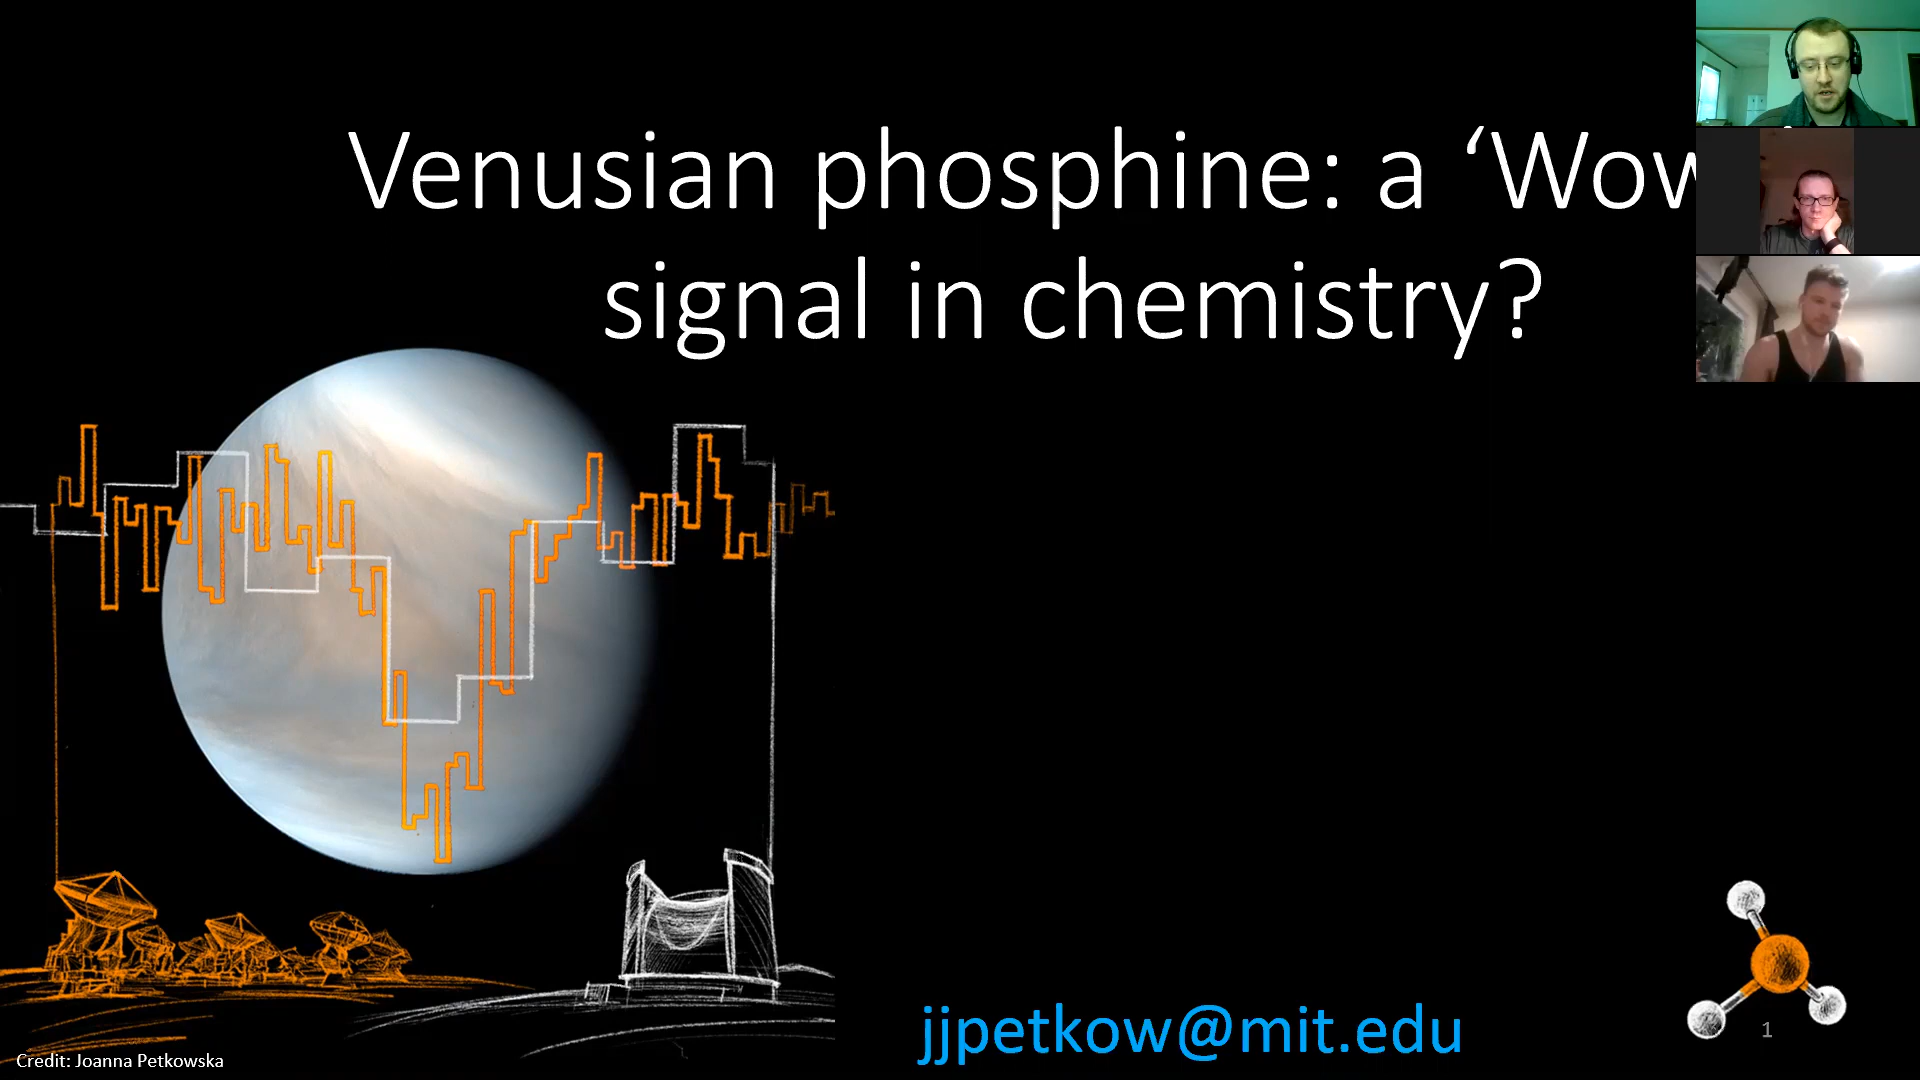 Venusian phosphine: a ‘Wow
signal in chemistry?
jjpetkow@mit.edu
1
Credit: Joanna Petkowska